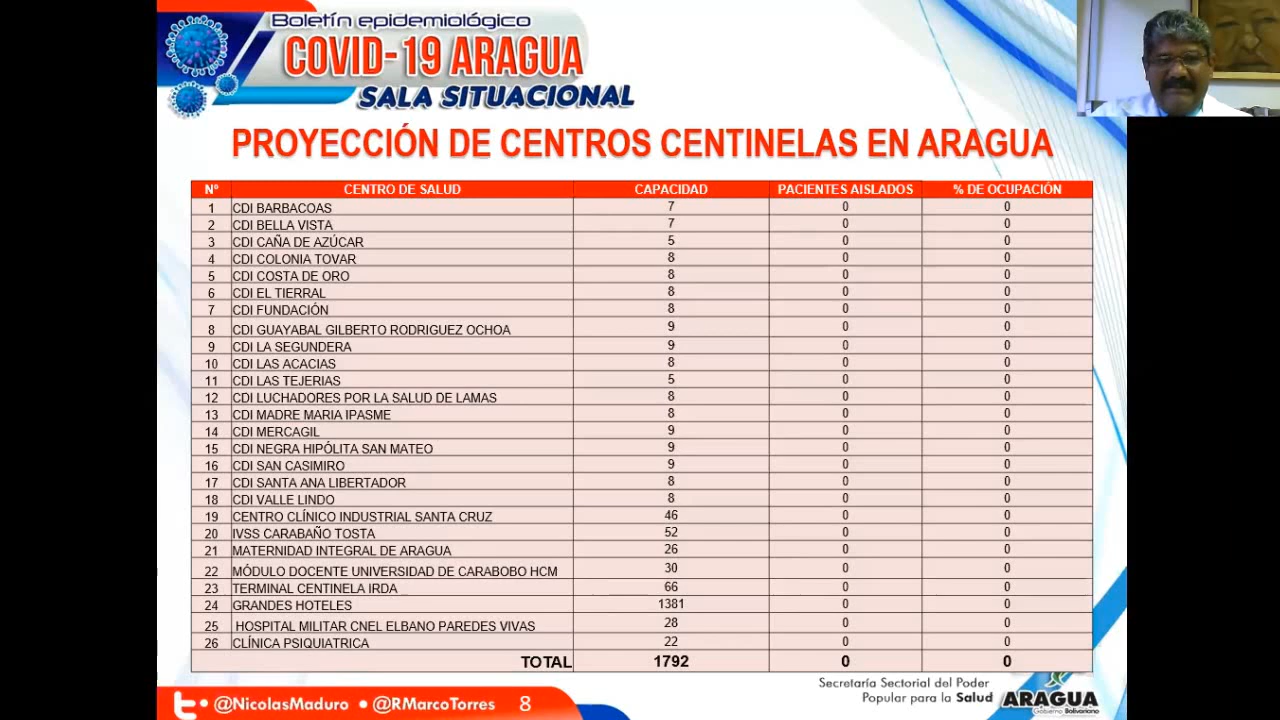 Boletín epidemiológico
COVID-19 ARAGUA
SALA SITUACIONAL
PROYECCIÓN DE CENTROS CENTINELAS EN ARAGUA
Nº CENTRO DE SALUD CAPACIDAD PACIENTES AISLADOS % DE OCUPACIÓN
1 CDI BARBACOAS 7 0 0
2 CDI BELLA VISTA 7 0 0
3 CDI CAÑA DE AZÚCAR 5 0 0
4 CDI COLONIA TOVAR 8 0 0
5 CDI COSTA DE ORO 8 0 0
6 CDI EL TIERRAL 8 0 0
7 CDI FUNDACIÓN 8 0 0
8 CDI GUAYABAL GILBERTO RODRIGUEZ OCHOA 9 0 0
9 CDI LA SEGUNDERA 9 0 0
10 CDI LAS ACACIAS 8 0 0
11 CDI LAS TEJERIAS 5 0 0
12 CDI LUCHADORES POR LA SALUD DE LAMAS 8 0 0
13 CDI MADRE MARIA IPASME 8 0 0
14 CDI MERCAGIL 9 0 0
15 CDI NEGRA HIPÓLITA SAN MATEO 9 0 0
16 CDI SAN CASIMIRO 9 0 0
17 CDI SANTA ANA LIBERTADOR 8 0 0
18 CDI VALLE LINDO 8 0 0
19 CENTRO CLÍNICO INDUSTRIAL SANTA CRUZ 46 0 0
20 IVSS CARABAÑO TOSTA 52 0 0
21 MATERNIDAD INTEGRAL DE ARAGUA 26 0 0
22 MÓDULO DOCENTE UNIVERSIDAD DE CARABOBO HCM 30 0 0
23 TERMINAL CENTINELA IRDA 66 0 0
24 GRANDES HOTELES 1381 0 0
25 HOSPITAL MILITAR CNEL ELBANO PAREDES VIVAS 28 0 0
26 CLÍNICA PSIQUIATRICA 22 0 0
TOTAL 1792 0 0
@NicolasMaduro @RMarcoTorres 8
Secretaría Sectorial del Poder
Popular para la Salud
ARAGUA
Gobierno Bolivariano